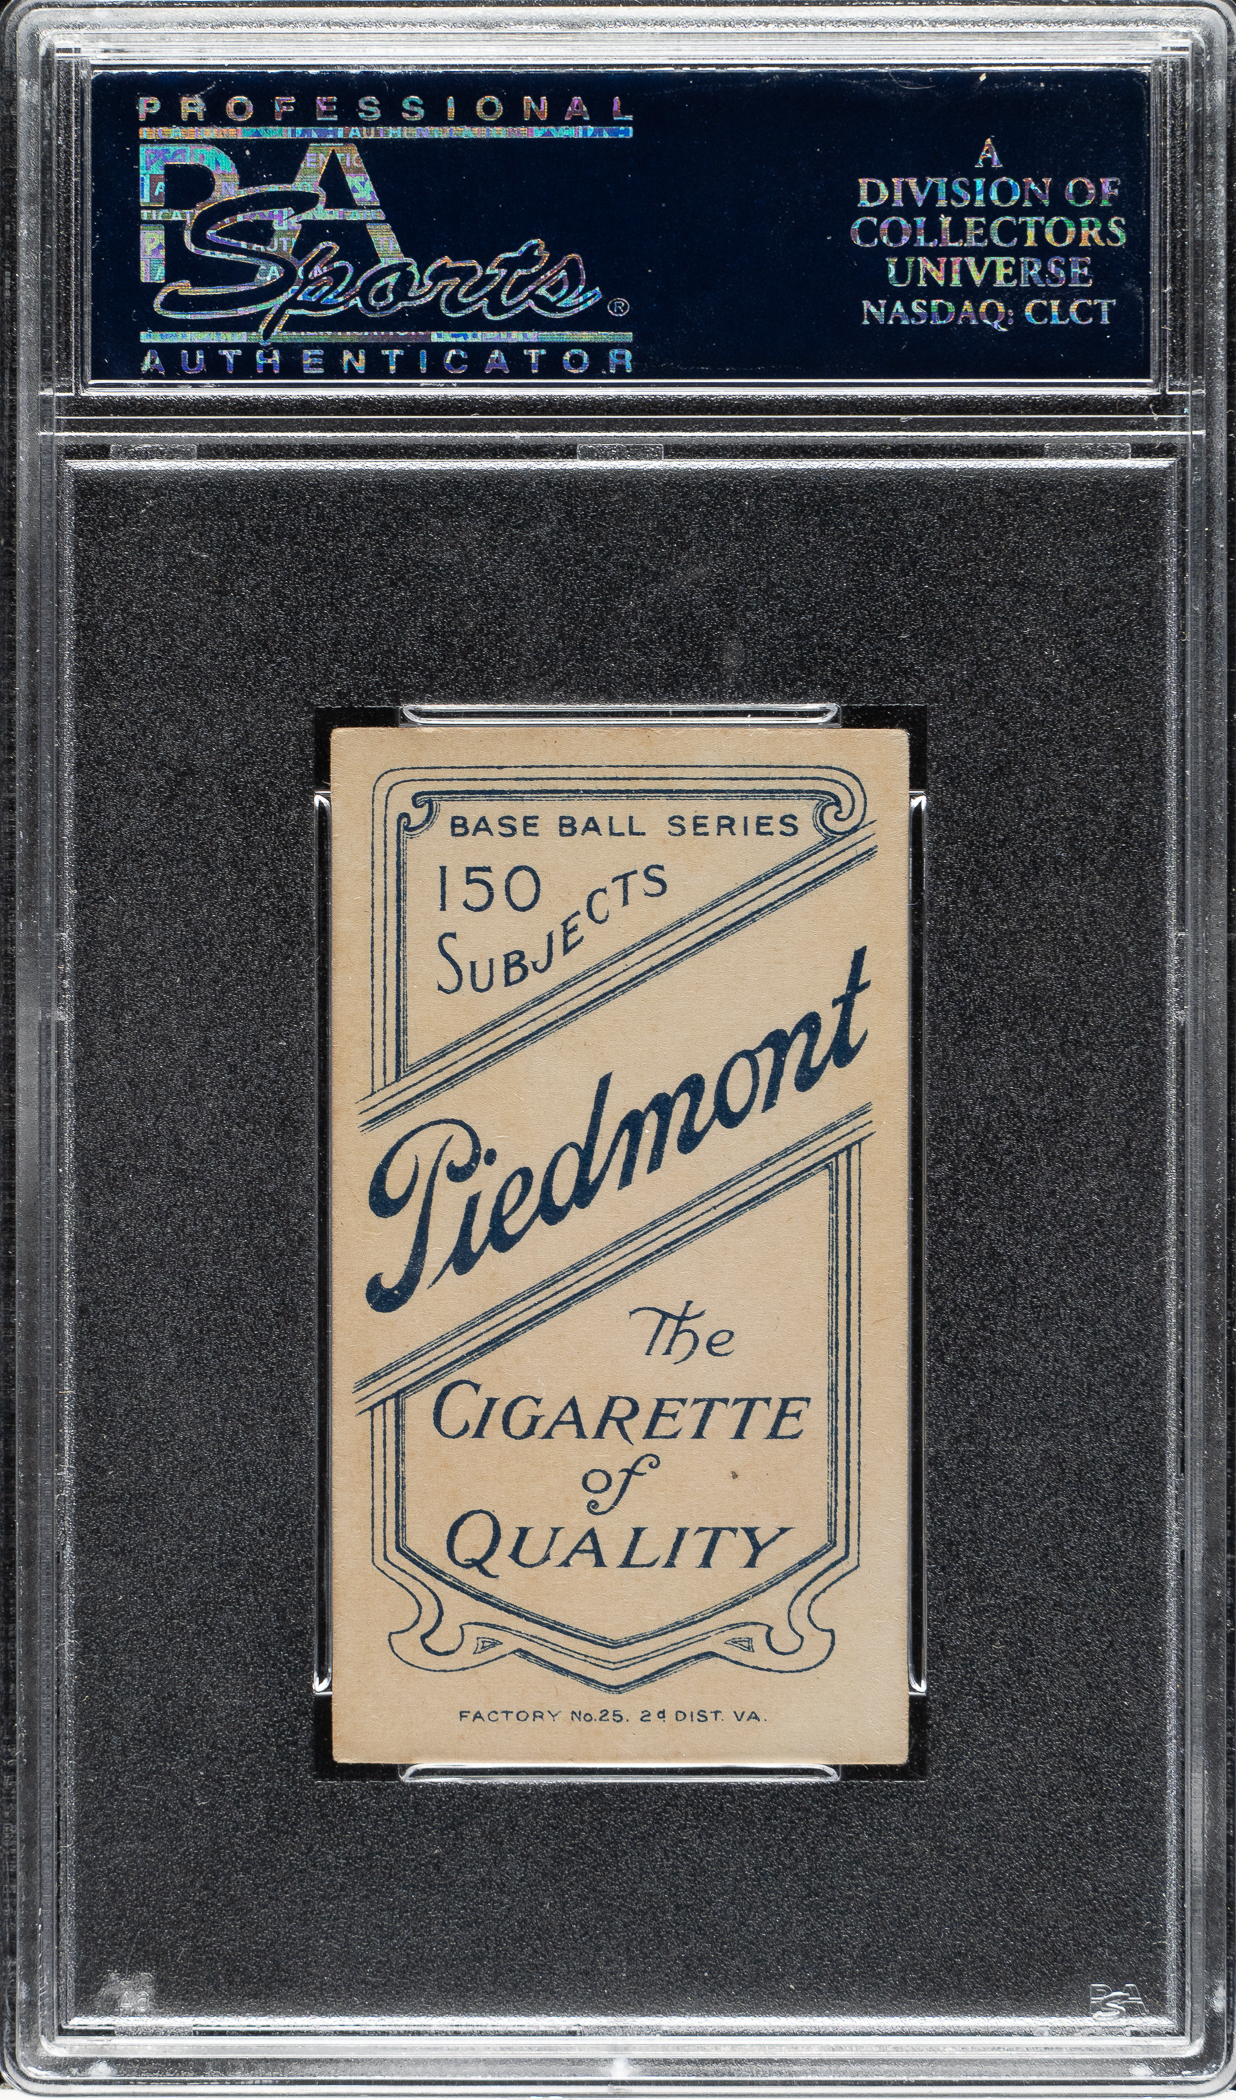 PROFESSIONAL
PSA
Sports®
AUTHENTICATOR
A
DIVISION OF
COLLECTORS
UNIVERSE
NASDAQ: CLCT
BASE BALL SERIES
150
SUBJECTS
Piedmont
The
CIGARETTE
of
QUALITY
FACTORY No.25. 2d DIST. VA.
PSA